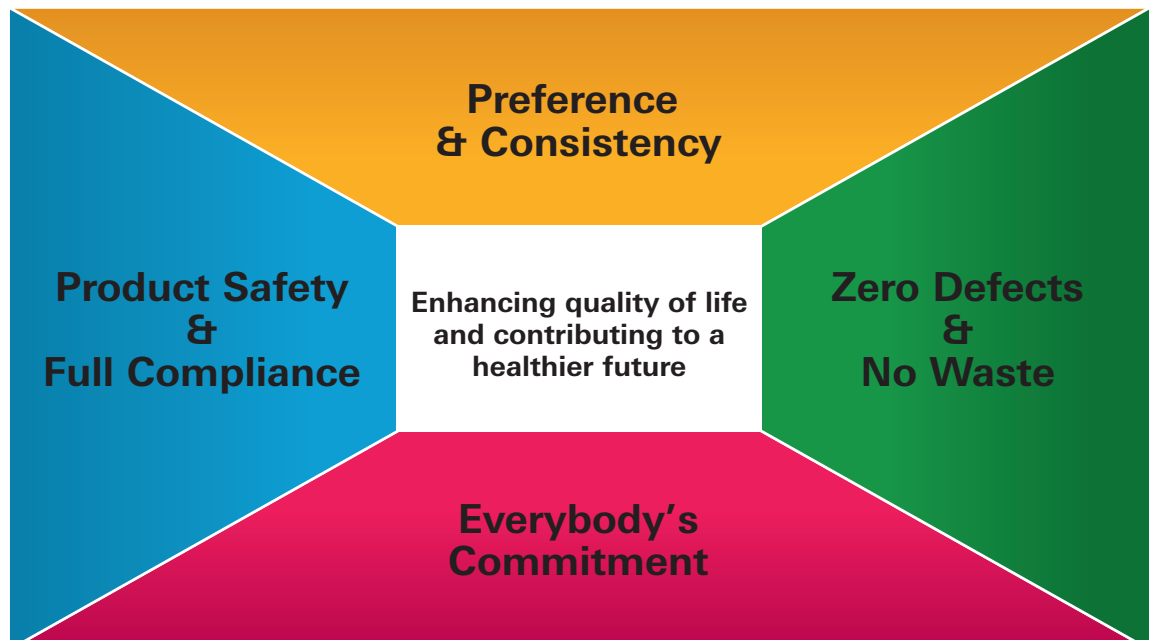 Preference
& Consistency
Product Safety
&
Full Compliance
Enhancing quality of life
and contributing to a
healthier future
Zero Defects
&
No Waste
Everybody’s
Commitment